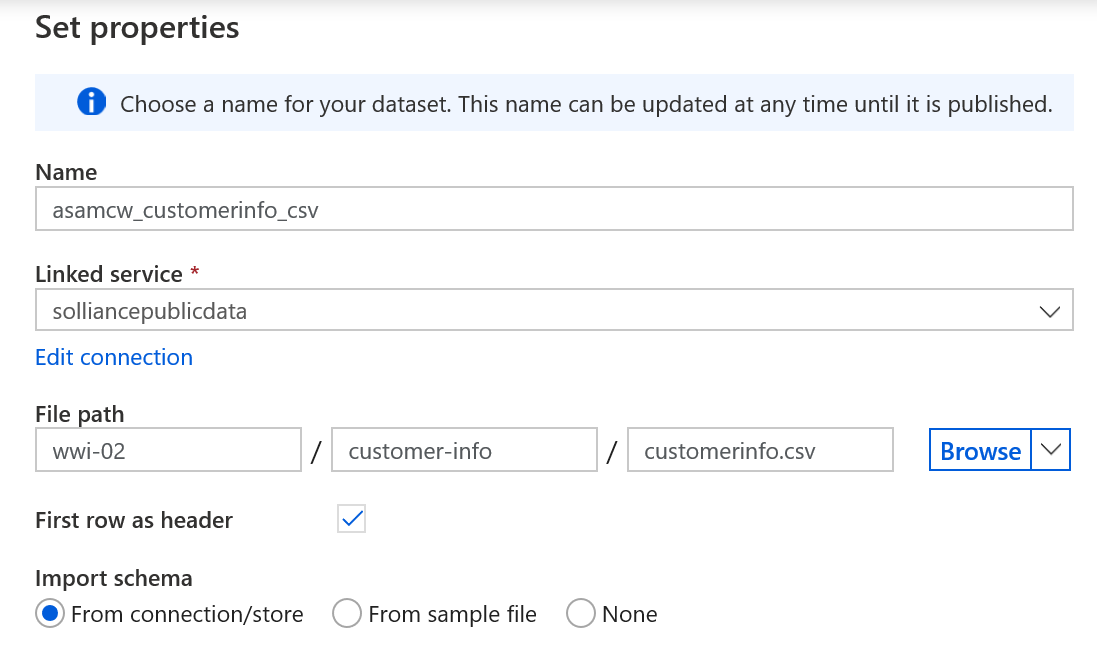 Set properties
Choose a name for your dataset. This name can be updated at any time until it is published.
Name
asamcw_customerinfo_csv
Linked service *
solliancepublicdata
Edit connection
File path
wwi-02 / customer-info / customerinfo.csv Browse
First row as header
Import schema
From connection/store From sample file None